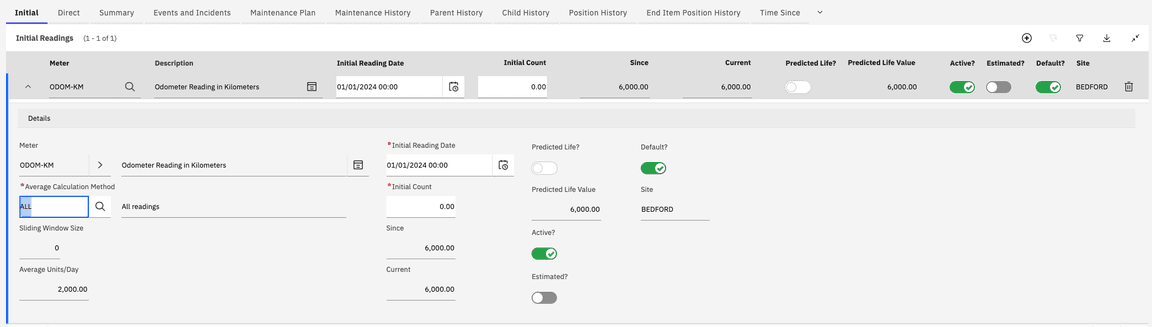 Initial Direct Summary Events and Incidents Maintenance Plan Maintenance History Parent History Child History Position History End Item Position History Time Since
Initial Readings (1 - 1 of 1)
Meter Description Initial Reading Date Initial Count Since Current Predicted Life? Predicted Life Value Active? Estimated? Default? Site
ODOM-KM Odometer Reading in Kilometers 01/01/2024 00:00 0.00 6,000.00 6,000.00 6,000.00 BEDFORD
Details
Meter
ODOM-KM Odometer Reading in Kilometers
* Average Calculation Method
ALL All readings
Sliding Window Size
0
Average Units/Day
2,000.00
* Initial Reading Date
01/01/2024 00:00
* Initial Count
0.00
Since
6,000.00
Current
6,000.00
Predicted Life?
Predicted Life Value
6,000.00
Active?
Estimated?
Default?
Site
BEDFORD